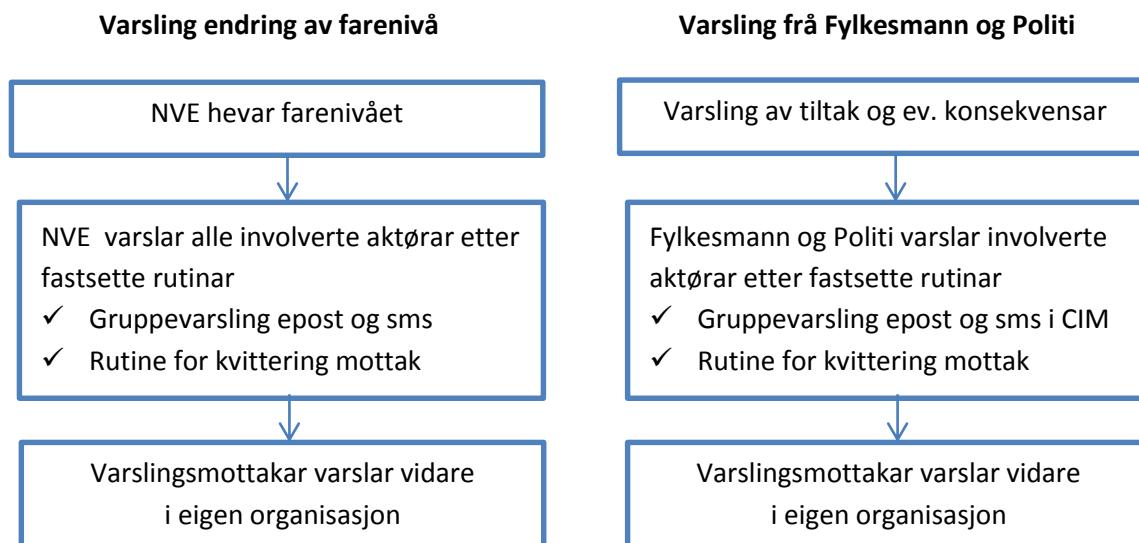 Varsling endring av farenivå
NVE hevar farenivået
NVE varslar alle involverte aktørar etter
fastsette rutinar
✓ Gruppevarsling epost og sms
✓ Rutine for kvittering mottak
Varslingsmottakar varslar vidare
i eigen organisasjon
Varsling frå Fylkesmann og Politi
Varsling av tiltak og ev. konsekvensar
Fylkesmann og Politi varslar involverte
aktørar etter fastsette rutinar
✓ Gruppevarsling epost og sms i CIM
✓ Rutine for kvittering mottak
Varslingsmottakar varslar vidare
i eigen organisasjon